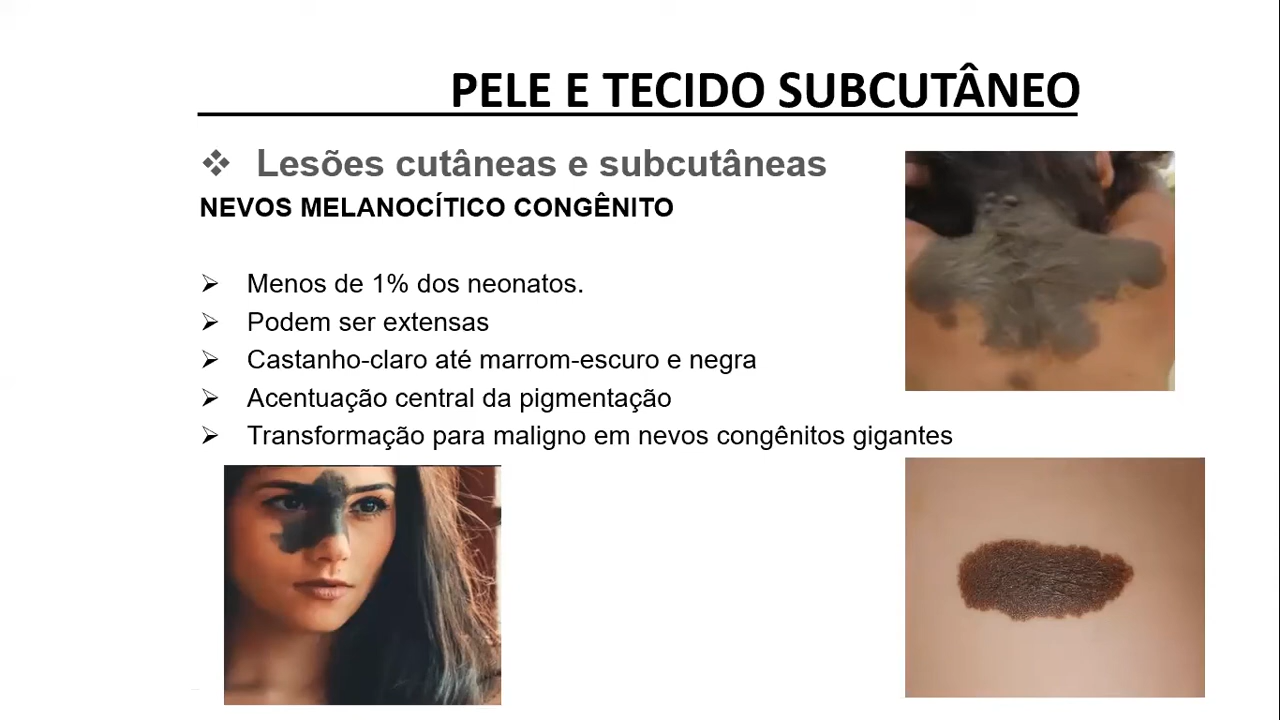 PELE E TECIDO SUBCUTÂNEO
Lesões cutâneas e subcutâneas
NEVOS MELANOCÍTICO CONGÊNITO
Menos de 1% dos neonatos.
Podem ser extensas
Castanho-claro até marrom-escuro e negra
Acentuação central da pigmentação
Transformação para maligno em nevos congênitos gigantes